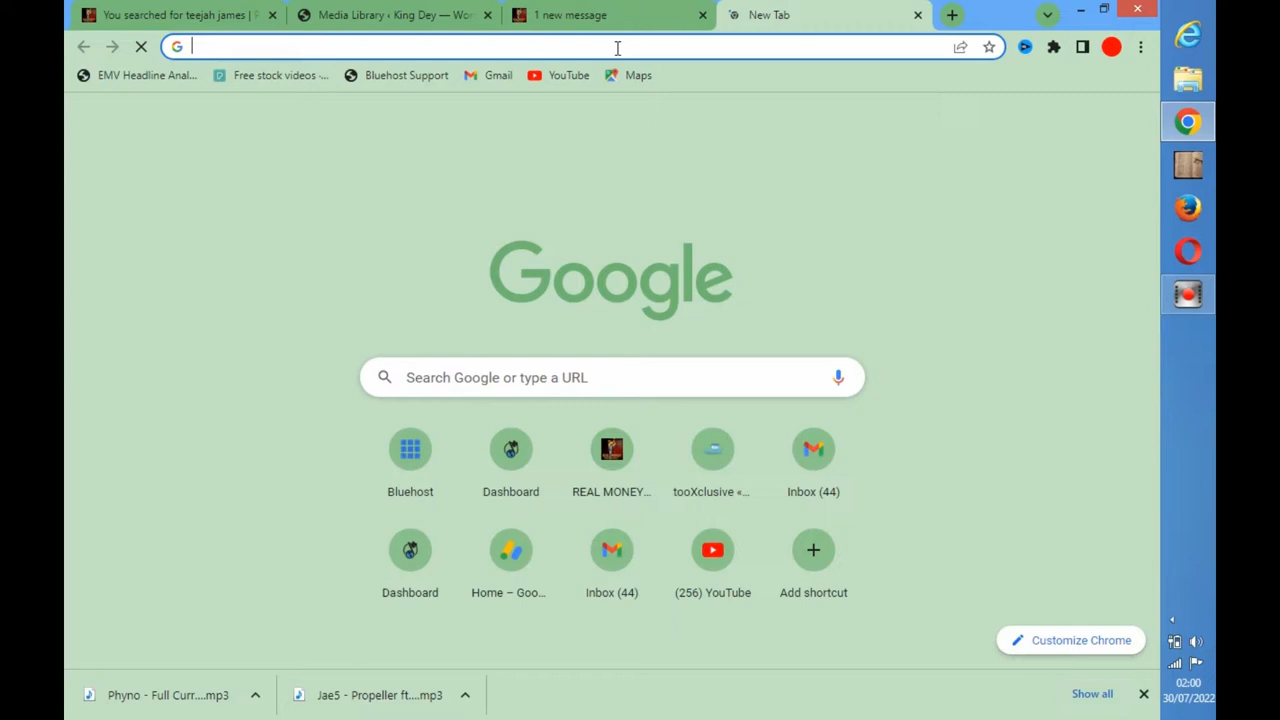 You searched for teejah james |
Media Library ‹ King Dey — Wor
1 new message
New Tab
EMV Headline Anal...
Free stock videos -...
Bluehost Support
Gmail
YouTube
Maps
Google
Search Google or type a URL
Bluehost
Dashboard
REAL MONEY...
tooXclusive «...
Inbox (44)
Dashboard
Home – Goo...
Inbox (44)
(256) YouTube
Add shortcut
Customize Chrome
Phyno - Full Curr....mp3
Jae5 - Propeller ft....mp3
Show all
02:00
30/07/2022